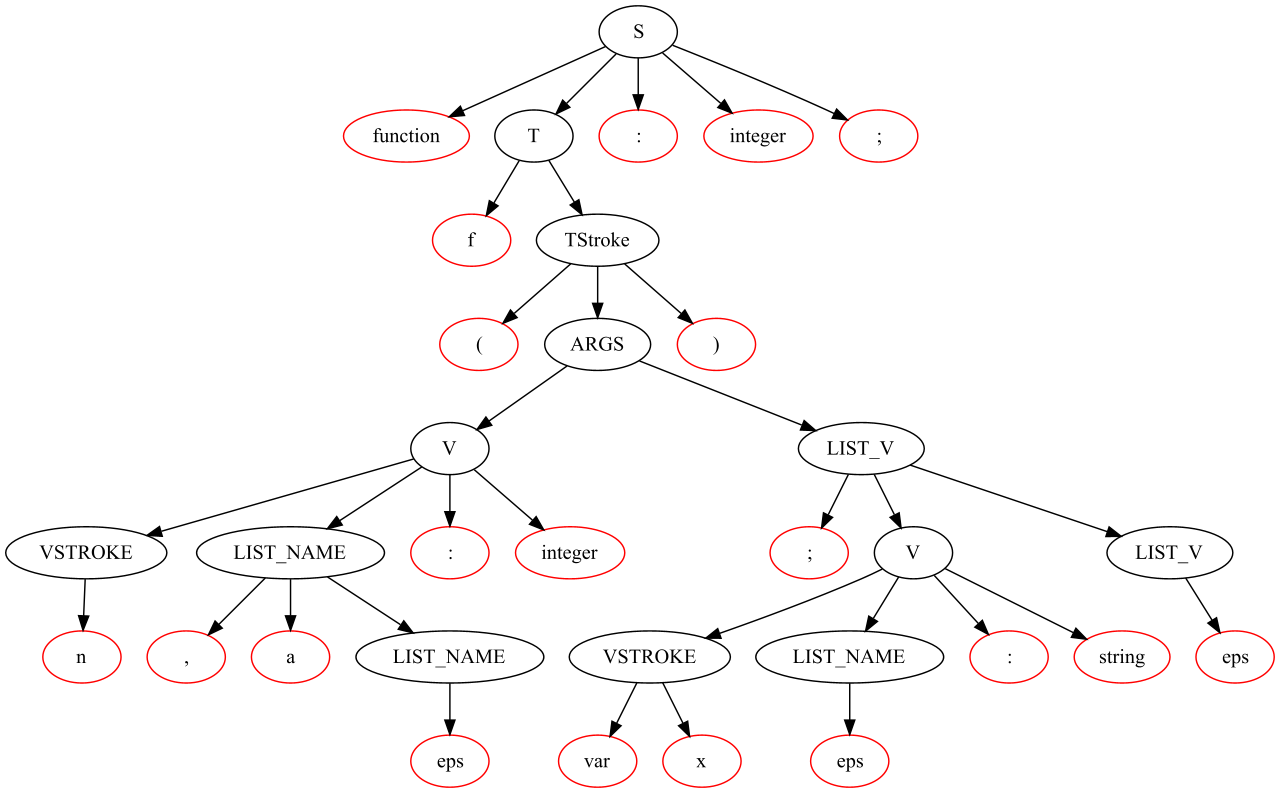 S
function T : integer ;
f TStroke
( ARGS )
V LIST_V
VSTROKE LIST_NAME : integer ; V LIST_V
n , a LIST_NAME VSTROKE LIST_NAME : string eps
eps var x eps